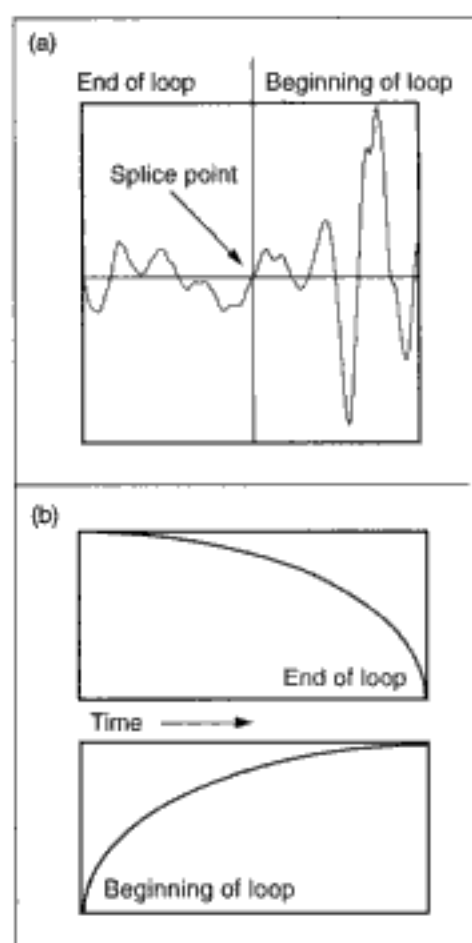 (a)
End of loop
Beginning of loop
Splice point
(b)
End of loop
Time
Beginning of loop